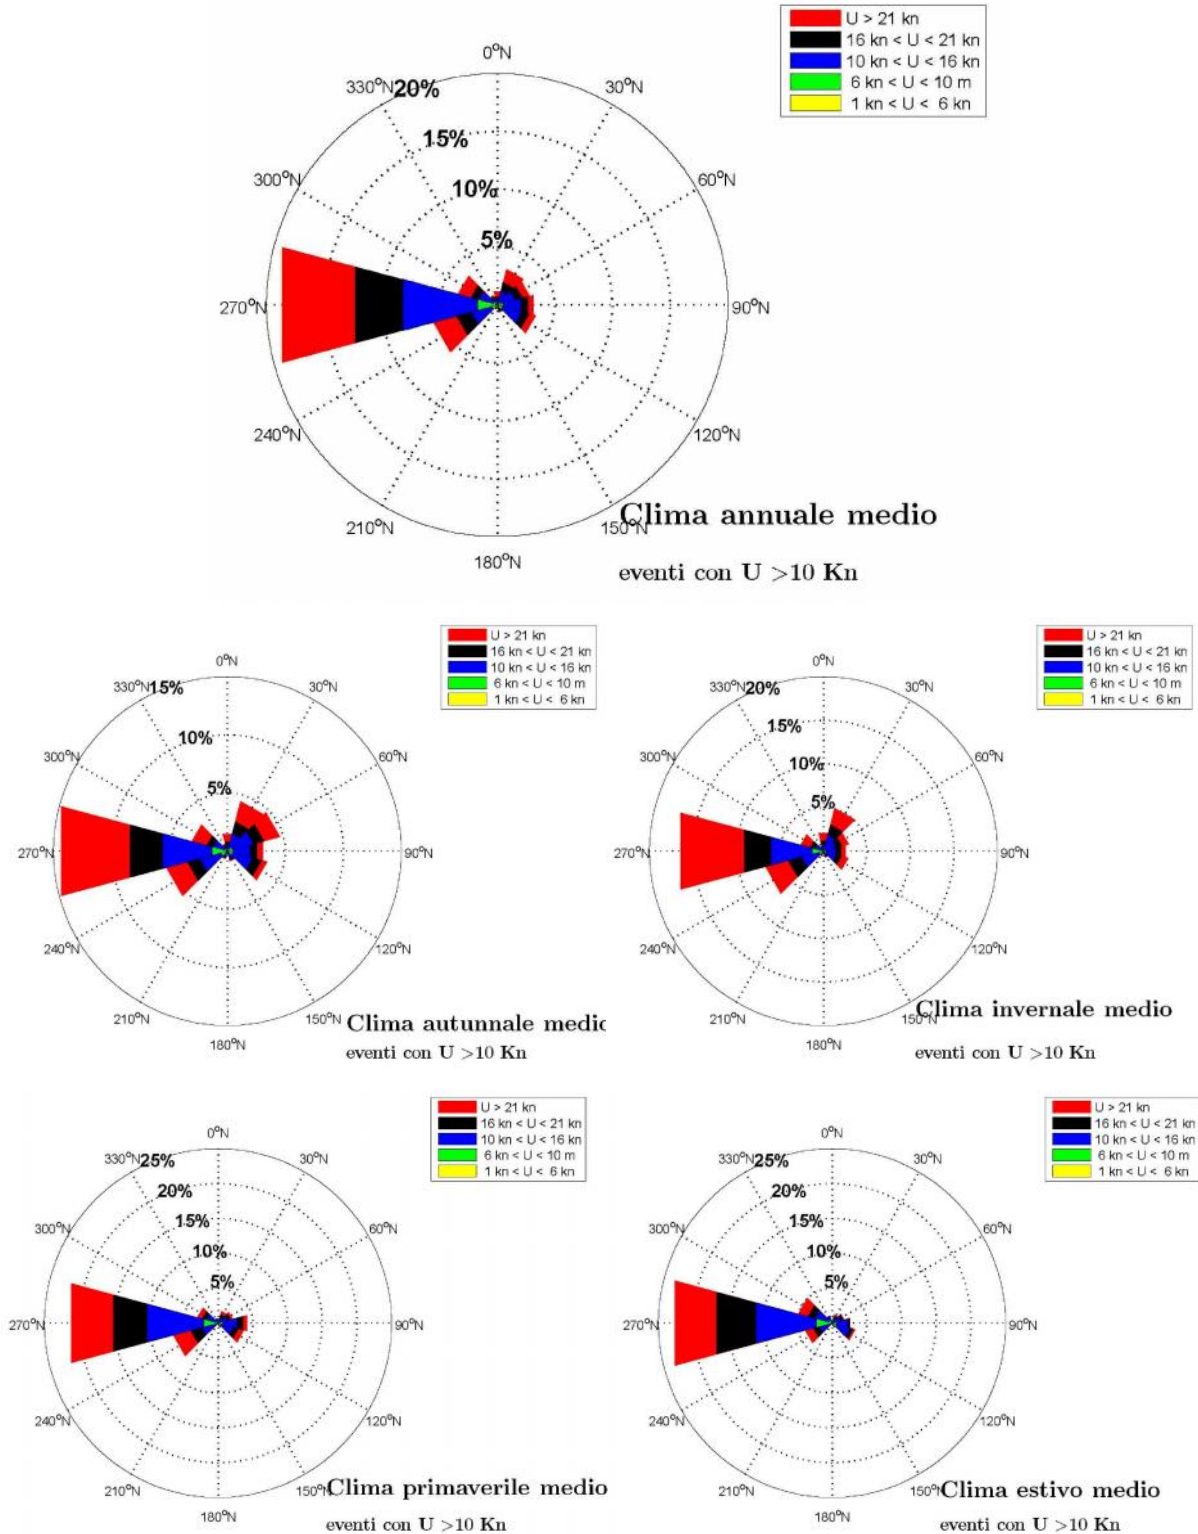 U > 21 kn
16 kn < U < 21 kn
10 kn < U < 16 kn
6 kn < U < 10 m
1 kn < U < 6 kn
0°N
330°N
20%
30°N
15%
300°N
10%
60°N
5%
270°N
90°N
240°N
120°N
210°N
150°N
180°N
Clima annuale medio
eventi con U >10 Kn
U > 21 kn
16 kn < U < 21 kn
10 kn < U < 16 kn
6 kn < U < 10 m
1 kn < U < 6 kn
0°N
330°N
15%
30°N
10%
300°N
60°N
5%
270°N
90°N
240°N
120°N
210°N
150°N
180°N
Clima autunnale medio
eventi con U >10 Kn
U > 21 kn
16 kn < U < 21 kn
10 kn < U < 16 kn
6 kn < U < 10 m
1 kn < U < 6 kn
0°N
330°N
20%
30°N
15%
300°N
10%
60°N
5%
270°N
90°N
240°N
120°N
210°N
150°N
180°N
Clima invernale medio
eventi con U >10 Kn
U > 21 kn
16 kn < U < 21 kn
10 kn < U < 16 kn
6 kn < U < 10 m
1 kn < U < 6 kn
0°N
330°N
25%
30°N
20%
15%
300°N
60°N
10%
5%
270°N
90°N
240°N
120°N
210°N
150°N
180°N
Clima primaverile medio
eventi con U >10 Kn
U > 21 kn
16 kn < U < 21 kn
10 kn < U < 16 kn
6 kn < U < 10 m
1 kn < U < 6 kn
0°N
330°N
25%
30°N
20%
15%
300°N
60°N
10%
5%
270°N
90°N
240°N
120°N
210°N
150°N
180°N
Clima estivo medio
eventi con U >10 Kn